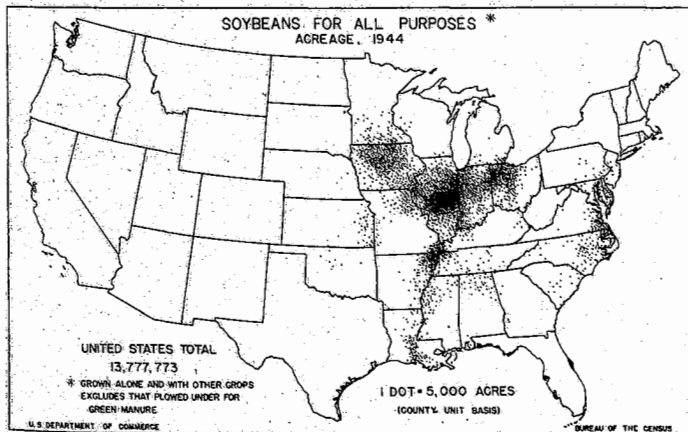 SOYBEANS FOR ALL PURPOSES *
ACREAGE, 1944
UNITED STATES TOTAL
13,777,773
* GROWN ALONE AND WITH OTHER CROPS
EXCLUDES THAT PLOWED UNDER FOR
GREEN MANURE
1 DOT = 5,000 ACRES
(COUNTY UNIT BASIS)
U.S DEPARTMENT OF COMMERCE
BUREAU OF THE CENSUS